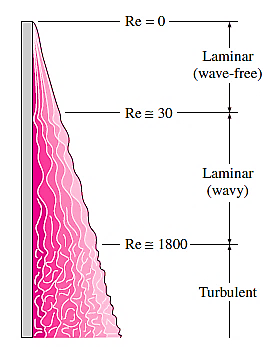 Re = 0
Laminar
(wave-free)
Re ≅ 30
Laminar
(wavy)
Re ≅ 1800
Turbulent